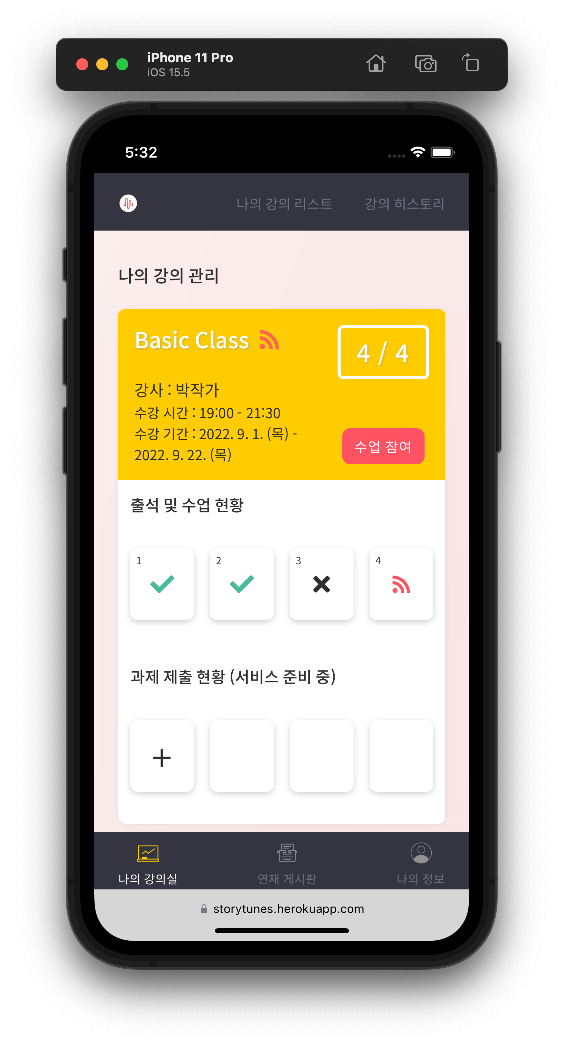 iPhone 11 Pro
iOS 15.5
5:32
나의 강의 리스트
강의 히스토리
나의 강의 관리
Basic Class
4 / 4
강사 : 박작가
수강 시간 : 19:00 - 21:30
수강 기간 : 2022. 9. 1. (목) -
2022. 9. 22. (목)
수업 참여
출석 및 수업 현황
1
2
3
4
과제 제출 현황 (서비스 준비 중)
나의 강의실
연재 게시판
나의 정보
storytunes.herokuapp.com